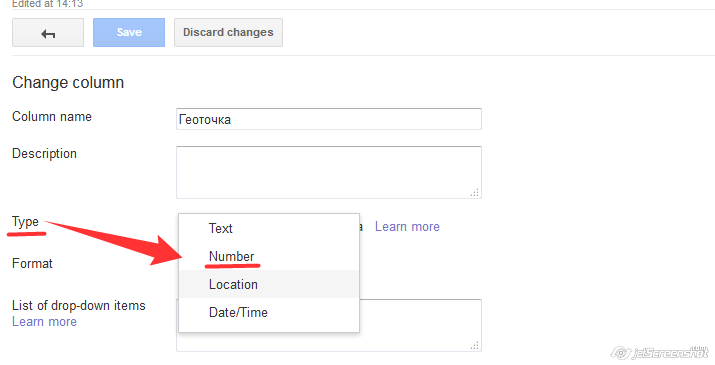 Edited at 14:13
Save
Discard changes
Change column
Column name
Геоточка
Description
Type
Text
a
Learn more
Number
Format
Location
List of drop-down items
Learn more
Date/Time
jetScreenshot
.com